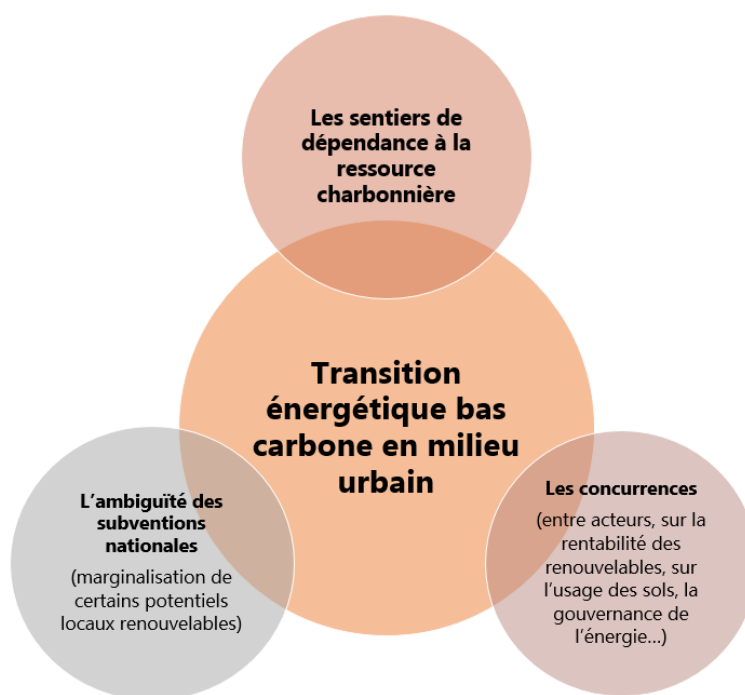 Les sentiers de
dépendance à la
ressource
charbonnière
Transition
énergétique bas
carbone en milieu
urbain
L’ambiguïté des
subventions
nationales
(marginalisation de
certains potentiels
locaux renouvelables)
Les concurrences
(entre acteurs, sur la
rentabilité des
renouvelables, sur
l’usage des sols, la
gouvernance de
l’énergie…)